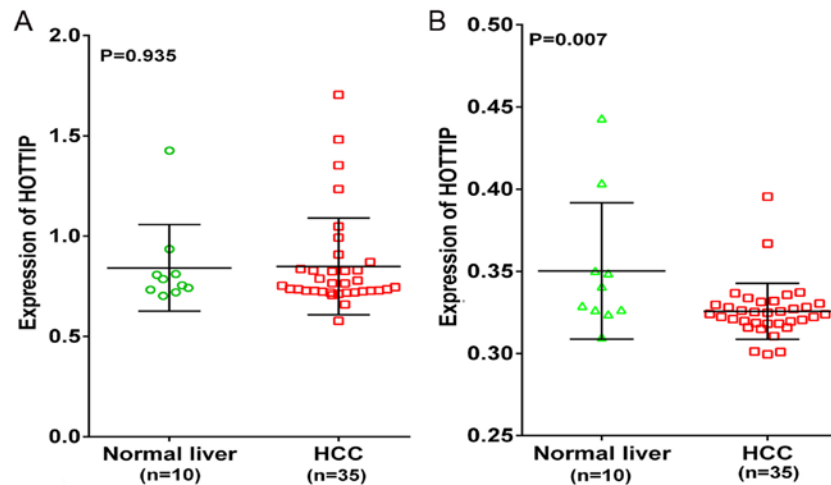 A
Expression of HOTTIP
2.0
1.5
1.0
0.5
0.0
P=0.935
Normal liver
(n=10)
HCC
(n=35)
B
Expression of HOTTIP
0.50
0.45
0.40
0.35
0.30
0.25
P=0.007
Normal liver
(n=10)
HCC
(n=35)